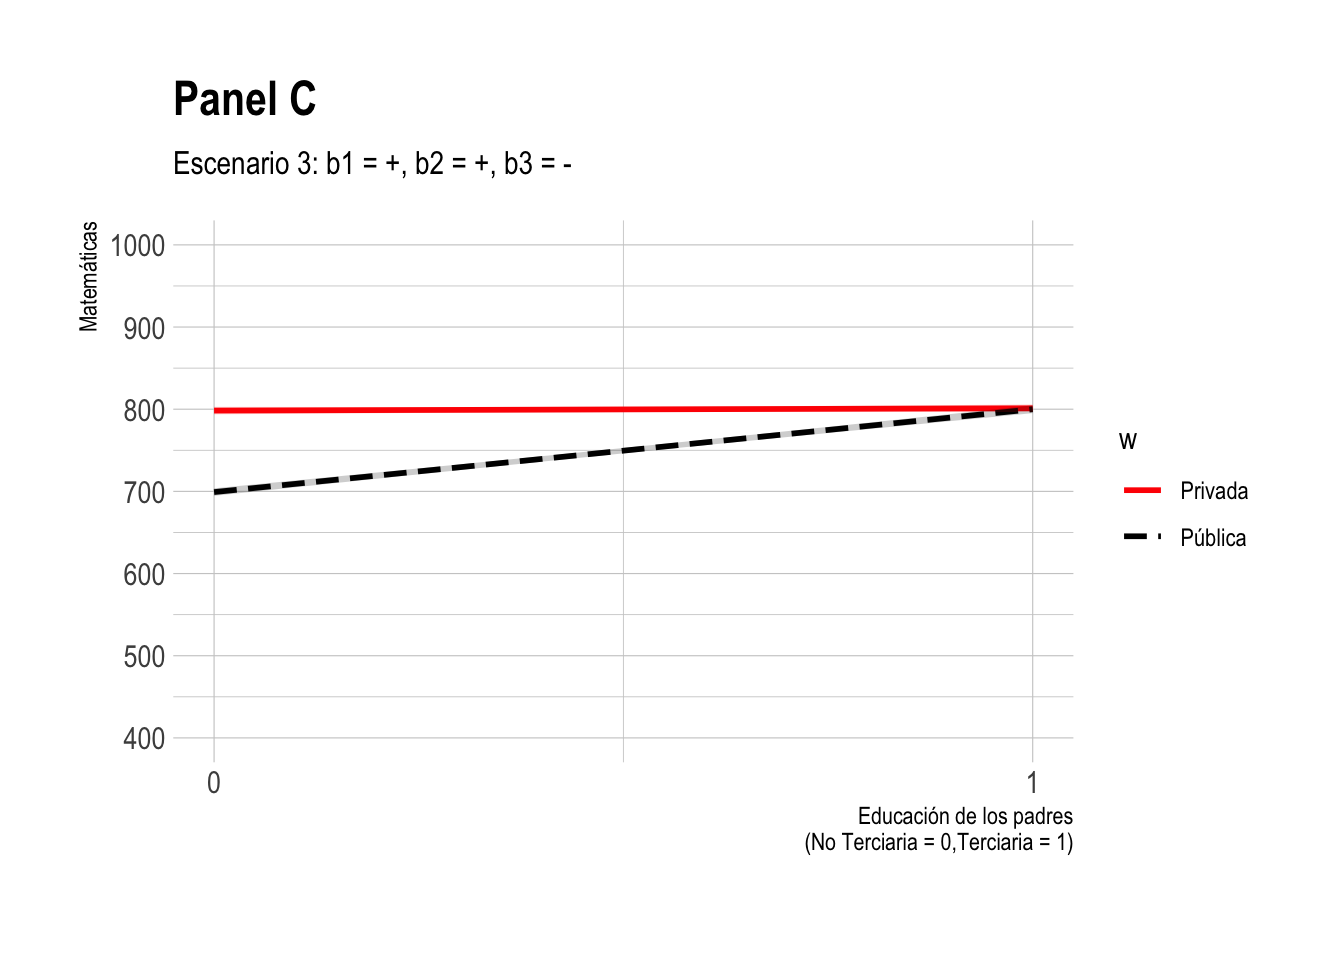 Panel C
Escenario 3: b1 = +, b2 = +, b3 = -
Matemáticas
1000
900
800
700
600
500
400
0
1
Educación de los padres
(No Terciaria = 0,Terciaria = 1)
w
Privada
Pública